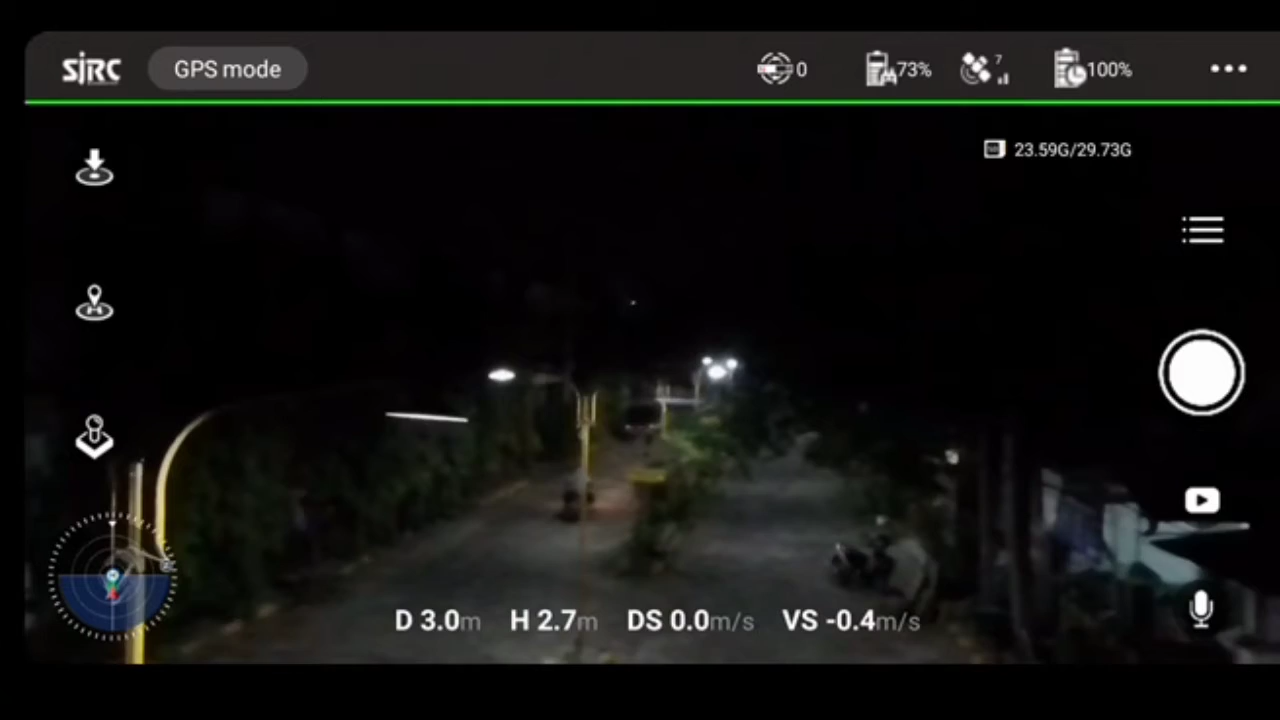 SJRC GPS mode 0 73% 7 100%
23.59G/29.73G
D 3.0m H 2.7m DS 0.0m/s VS -0.4m/s